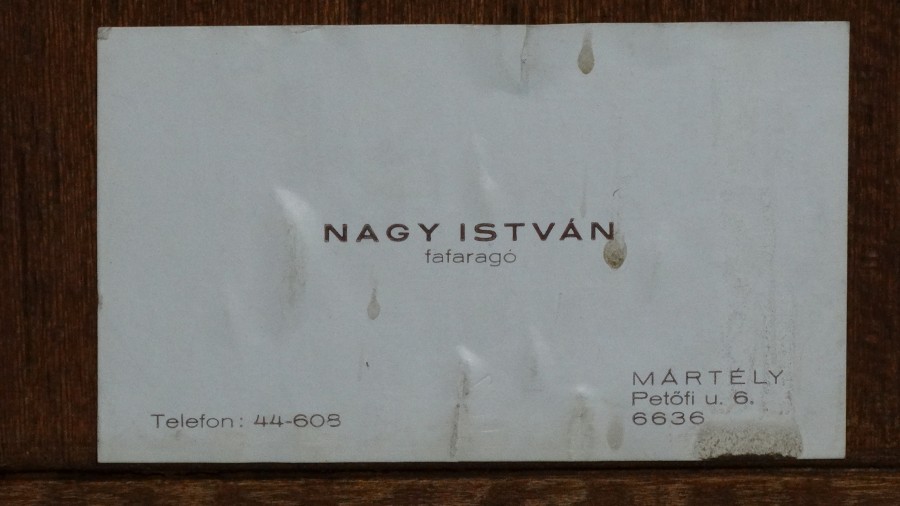 NAGY ISTVÁN
fafaragó
Telefon: 44-608
MÁRTÉLY
Petőfi u. 6.
6636